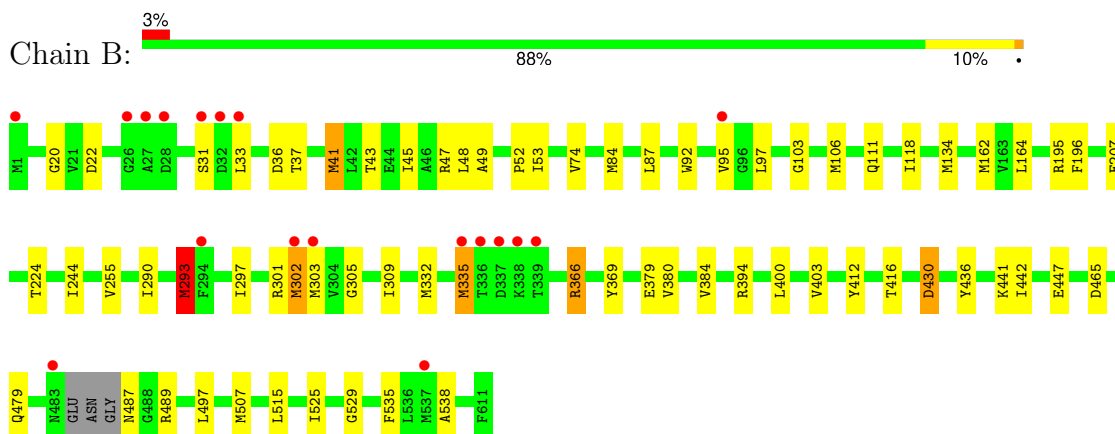 3%
Chain B:
88% 10% •
M1 G20 V21 D22 G26 A27 D28 S31 D32 L33 D36 T37 M41 L42 T43 E44 I45 A46 R47 L48 A49 P52 I53 V74 M84 L87 W92 V95 G96 L97 G103 M106 Q111 I118 M134 M162 V163 L164 R195 F196
T224 I244 V255 I290 M293 F294 I297 R301 M302 M303 V304 G305 I309 M332 M335 T336 D337 K338 T339 R366 Y369 E379 V380 V384 R394 L400 V403 Y412 T416 D430 Y436 K441 I442 E447 D465
Q479 N483 GLU ASN GLY N487 G488 R489 L497 M507 L515 I525 G529 F535 L536 M537 A538 F611